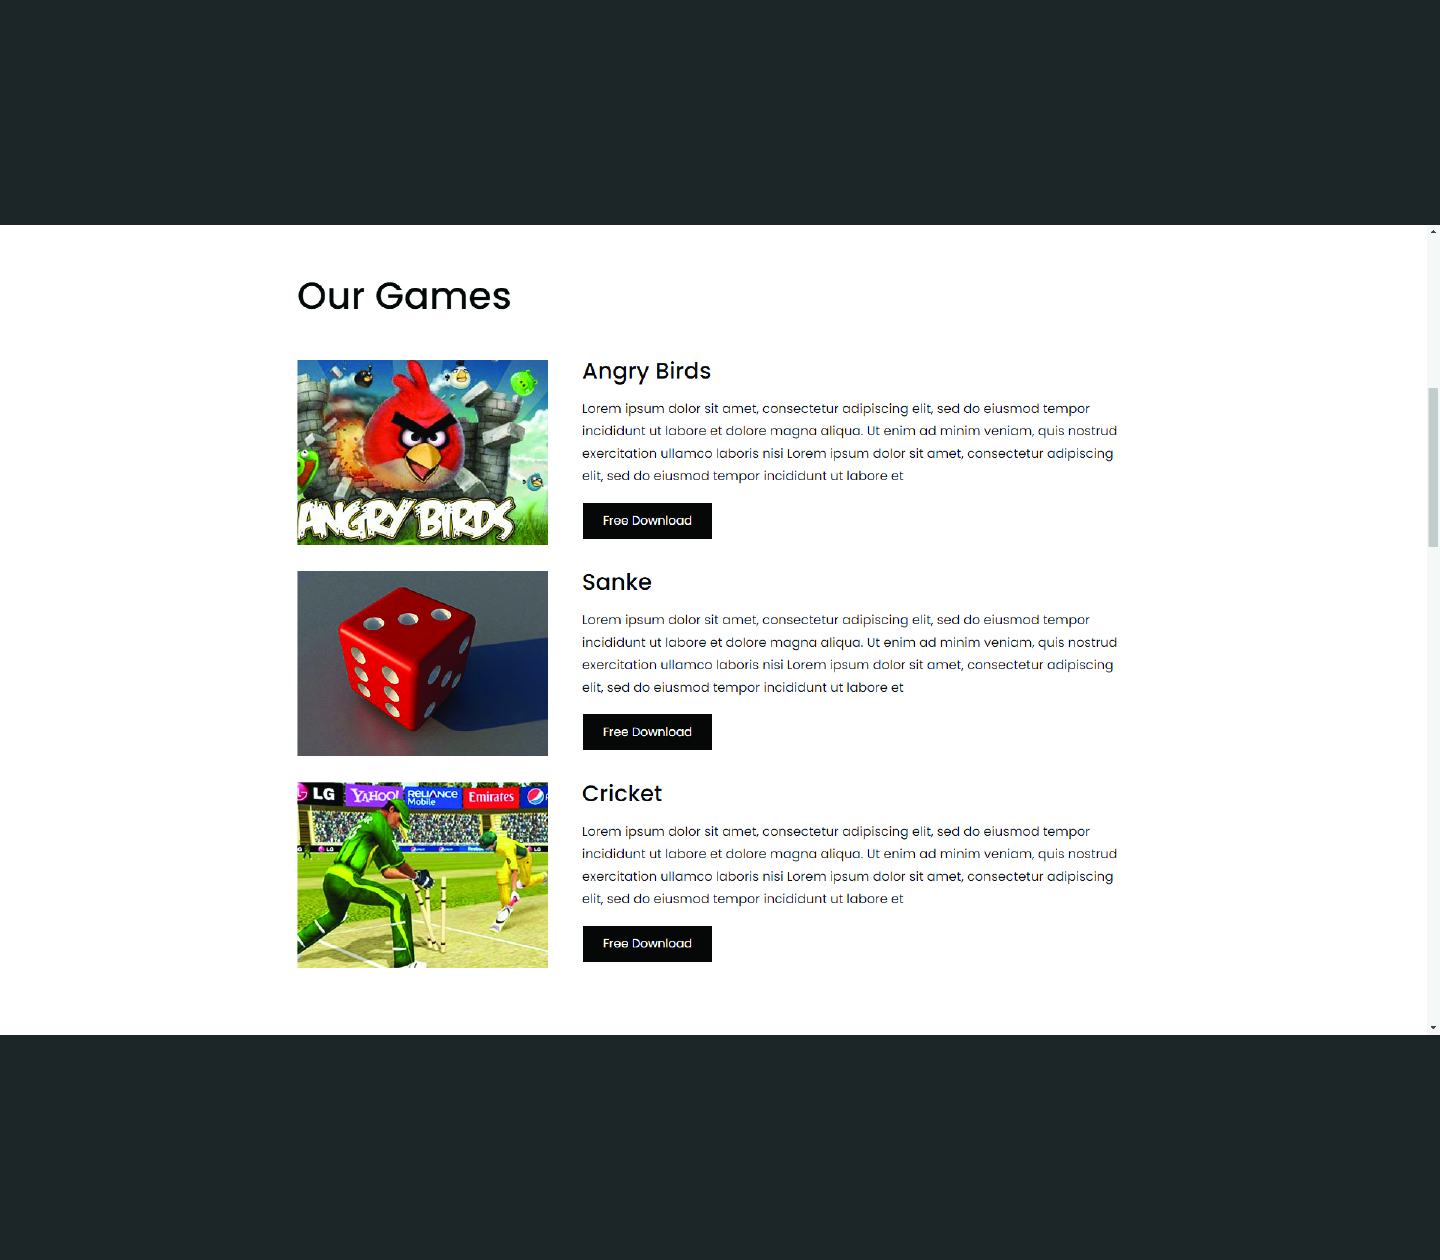 Our Games
ANGRY BIRDS
Angry Birds
Lorem ipsum dolor sit amet, consectetur adipiscing elit, sed do eiusmod tempor
incididunt ut labore et dolore magna aliqua. Ut enim ad minim veniam, quis nostrud
exercitation ullamco laboris nisi Lorem ipsum dolor sit amet, consectetur adipiscing
elit, sed do eiusmod tempor incididunt ut labore et
Free Download
Sanke
Lorem ipsum dolor sit amet, consectetur adipiscing elit, sed do eiusmod tempor
incididunt ut labore et dolore magna aliqua. Ut enim ad minim veniam, quis nostrud
exercitation ullamco laboris nisi Lorem ipsum dolor sit amet, consectetur adipiscing
elit, sed do eiusmod tempor incididunt ut labore et
Free Download
LG YAHOO! RELIANCE Mobile Emirates
Cricket
Lorem ipsum dolor sit amet, consectetur adipiscing elit, sed do eiusmod tempor
incididunt ut labore et dolore magna aliqua. Ut enim ad minim veniam, quis nostrud
exercitation ullamco laboris nisi Lorem ipsum dolor sit amet, consectetur adipiscing
elit, sed do eiusmod tempor incididunt ut labore et
Free Download